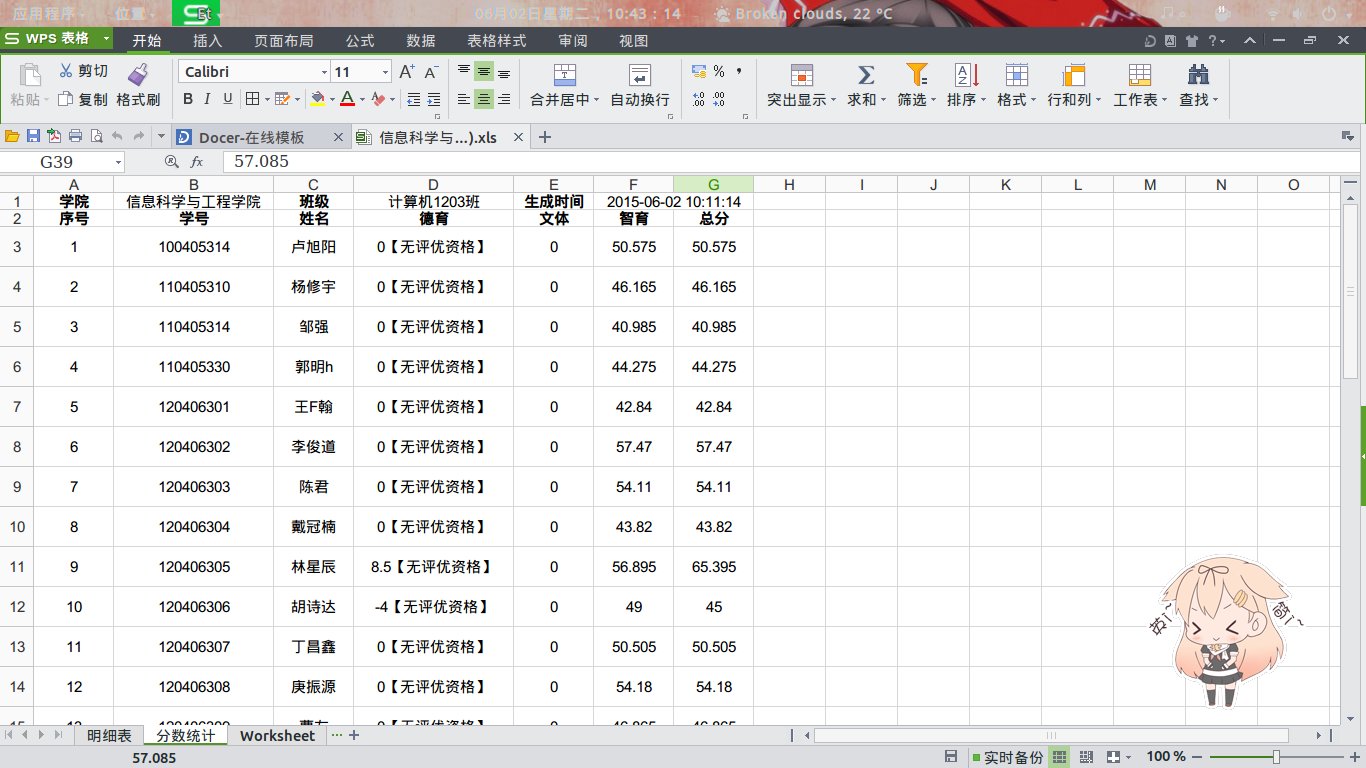 应用程序 位置 Et 06月02日星期二，10:43：14 Broken clouds, 22 °C
WPS 表格 开始 插入 页面布局 公式 数据 表格样式 审阅 视图
粘贴 剪切 复制 格式刷 Calibri 11 A+ A- B I U 合并居中 自动换行 % 突出显示 求和 筛选 排序 格式 行和列 工作表 查找
Docer-在线模板 信息科学与...).xls
G39 fx 57.085
A B C D E F G H I J K L M N O
1 学院 信息科学与工程学院 班级 计算机1203班 生成时间 2015-06-02 10:11:14
2 序号 学号 姓名 德育 文体 智育 总分
3 1 100405314 卢旭阳 0【无评优资格】 0 50.575 50.575
4 2 110405310 杨修宇 0【无评优资格】 0 46.165 46.165
5 3 110405314 邹强 0【无评优资格】 0 40.985 40.985
6 4 110405330 郭明h 0【无评优资格】 0 44.275 44.275
7 5 120406301 王F翰 0【无评优资格】 0 42.84 42.84
8 6 120406302 李俊道 0【无评优资格】 0 57.47 57.47
9 7 120406303 陈君 0【无评优资格】 0 54.11 54.11
10 8 120406304 戴冠楠 0【无评优资格】 0 43.82 43.82
11 9 120406305 林星辰 8.5【无评优资格】 0 56.895 65.395
12 10 120406306 胡诗达 -4【无评优资格】 0 49 45
13 11 120406307 丁昌鑫 0【无评优资格】 0 50.505 50.505
14 12 120406308 庚振源 0【无评优资格】 0 54.18 54.18
英 简
明细表 分数统计 Worksheet ...
57.085 实时备份 100 %